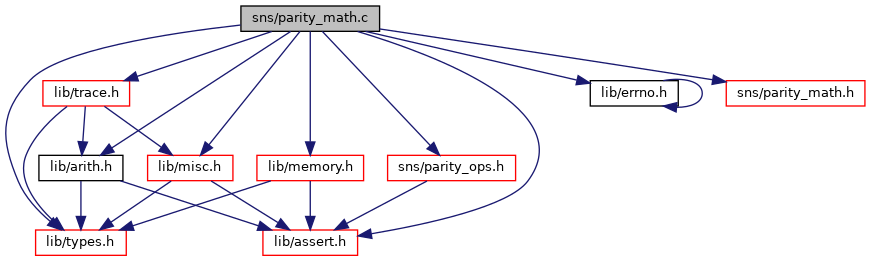 sns/parity_math.c
lib/trace.h
lib/errno.h
sns/parity_math.h
lib/arith.h
lib/misc.h
lib/memory.h
sns/parity_ops.h
lib/types.h
lib/assert.h